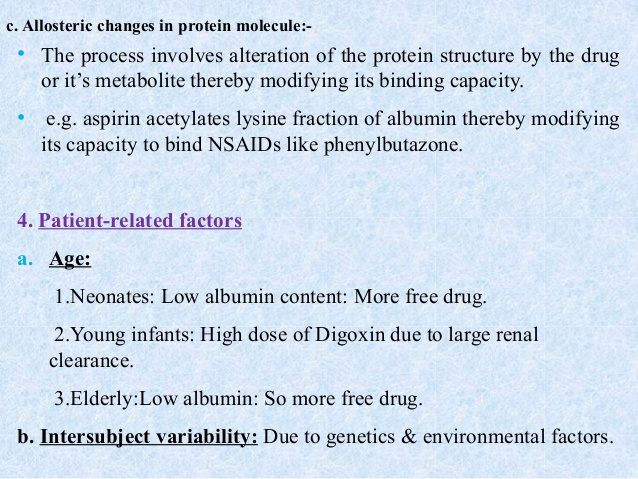 c. Allosteric changes in protein molecule:-
• The process involves alteration of the protein structure by the drug
or it’s metabolite thereby modifying its binding capacity.
• e.g. aspirin acetylates lysine fraction of albumin thereby modifying
its capacity to bind NSAIDs like phenylbutazone.
4. Patient-related factors
a. Age:
1.Neonates: Low albumin content: More free drug.
2.Young infants: High dose of Digoxin due to large renal
clearance.
3.Elderly:Low albumin: So more free drug.
b. Intersubject variability: Due to genetics & environmental factors.